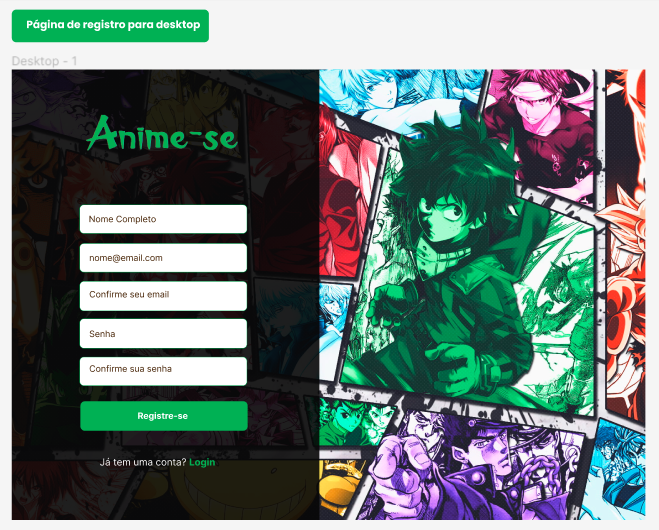 Página de registro para desktop
Desktop - 1
Anime-se
Nome Completo
nome@email.com
Confirme seu email
Senha
Confirme sua senha
Registre-se
Já tem uma conta? Login